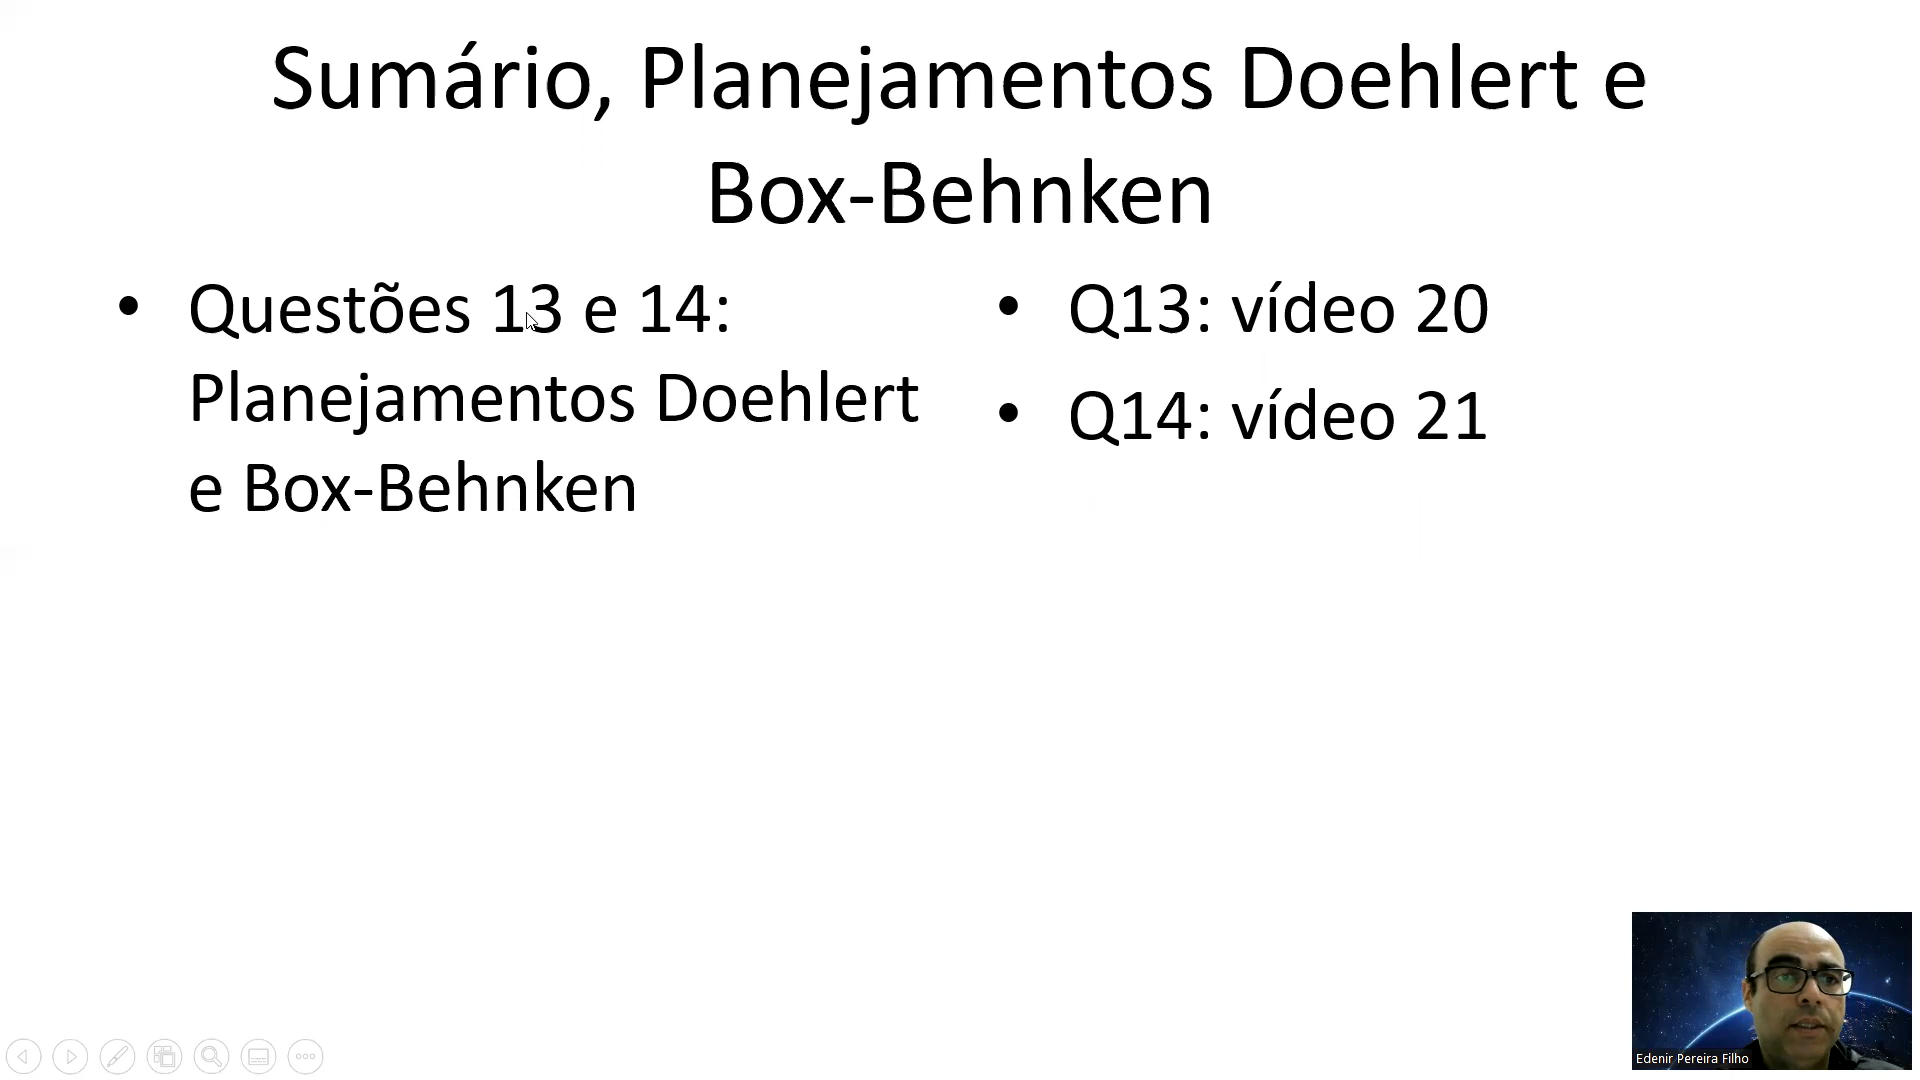 Sumário, Planejamentos Doehlert e
Box-Behnken
• Questões 13 e 14:
Planejamentos Doehlert
e Box-Behnken
• Q13: vídeo 20
• Q14: vídeo 21
Edenir Pereira Filho